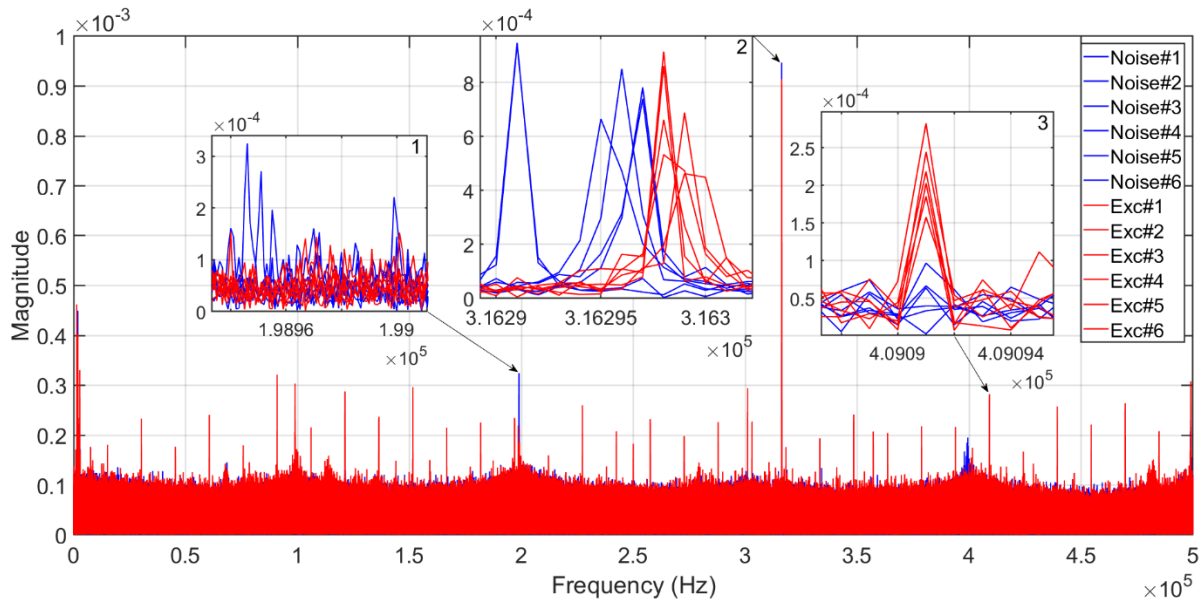 ×10⁻³
1
0.9
0.8
0.7
0.6
0.5
0.4
0.3
0.2
0.1
0
Magnitude
0 0.5 1 1.5 2 2.5 3 3.5 4 4.5 5
×10⁵
Frequency (Hz)
×10⁻⁴
1
3
2
1
0
1.9896 1.99
×10⁵
×10⁻⁴
2
8
6
4
2
0
3.1629 3.16295 3.163
×10⁵
×10⁻⁴
3
2.5
2
1.5
1
0.5
4.0909 4.09094
×10⁵
Noise#1
Noise#2
Noise#3
Noise#4
Noise#5
Noise#6
Exc#1
Exc#2
Exc#3
Exc#4
Exc#5
Exc#6